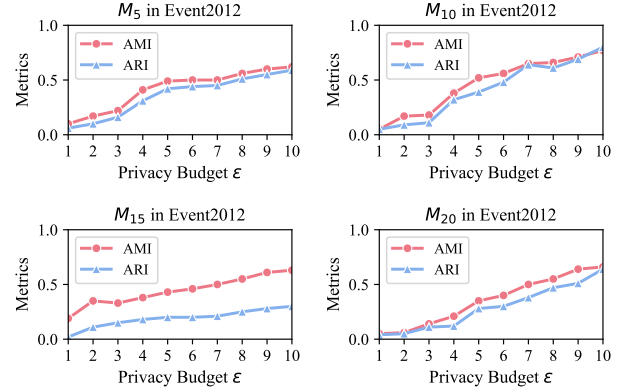 M5 in Event2012
1.0
0.5
0.0
Metrics
AMI
ARI
1 2 3 4 5 6 7 8 9 10
Privacy Budget ε
M10 in Event2012
1.0
0.5
0.0
Metrics
AMI
ARI
1 2 3 4 5 6 7 8 9 10
Privacy Budget ε
M15 in Event2012
1.0
0.5
0.0
Metrics
AMI
ARI
1 2 3 4 5 6 7 8 9 10
Privacy Budget ε
M20 in Event2012
1.0
0.5
0.0
Metrics
AMI
ARI
1 2 3 4 5 6 7 8 9 10
Privacy Budget ε